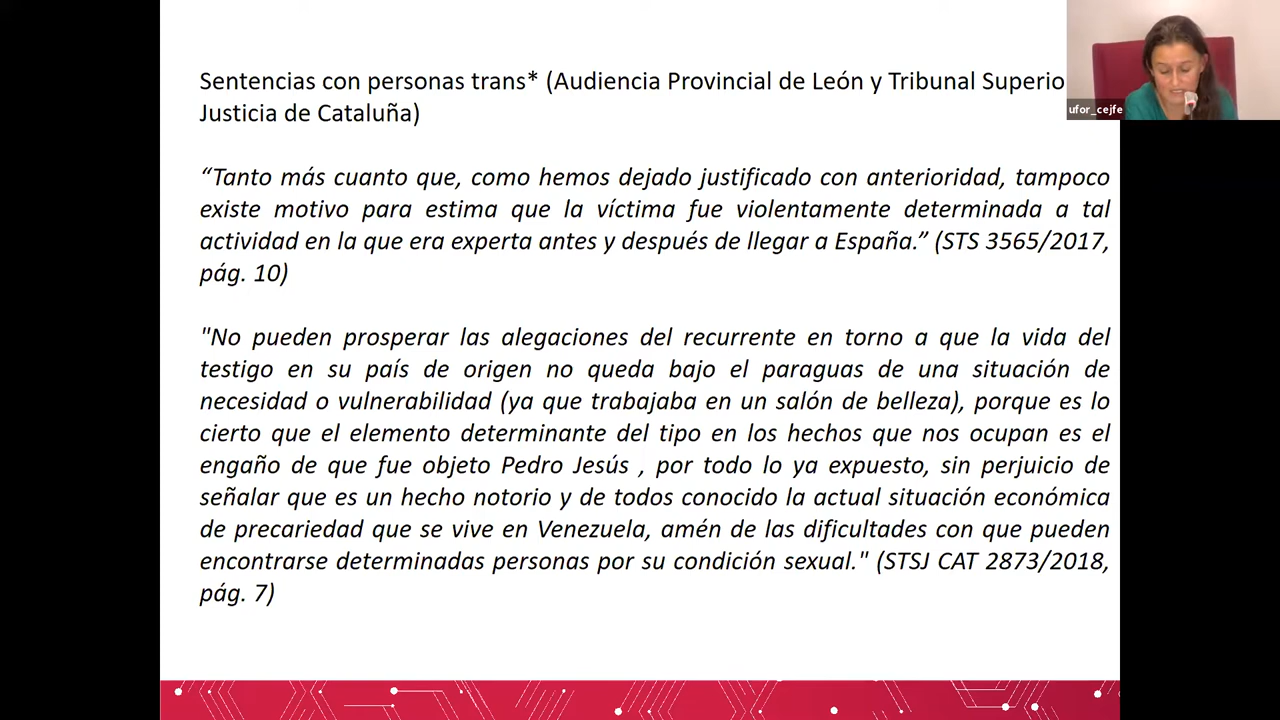 Sentencias con personas trans* (Audiencia Provincial de León y Tribunal Superio
Justicia de Cataluña)
“Tanto más cuanto que, como hemos dejado justificado con anterioridad, tampoco
existe motivo para estima que la víctima fue violentamente determinada a tal
actividad en la que era experta antes y después de llegar a España.” (STS 3565/2017,
pág. 10)
"No pueden prosperar las alegaciones del recurrente en torno a que la vida del
testigo en su país de origen no queda bajo el paraguas de una situación de
necesidad o vulnerabilidad (ya que trabajaba en un salón de belleza), porque es lo
cierto que el elemento determinante del tipo en los hechos que nos ocupan es el
engaño de que fue objeto Pedro Jesús , por todo lo ya expuesto, sin perjuicio de
señalar que es un hecho notorio y de todos conocido la actual situación económica
de precariedad que se vive en Venezuela, amén de las dificultades con que pueden
encontrarse determinadas personas por su condición sexual." (STSJ CAT 2873/2018,
pág. 7)
ufor_cejfe